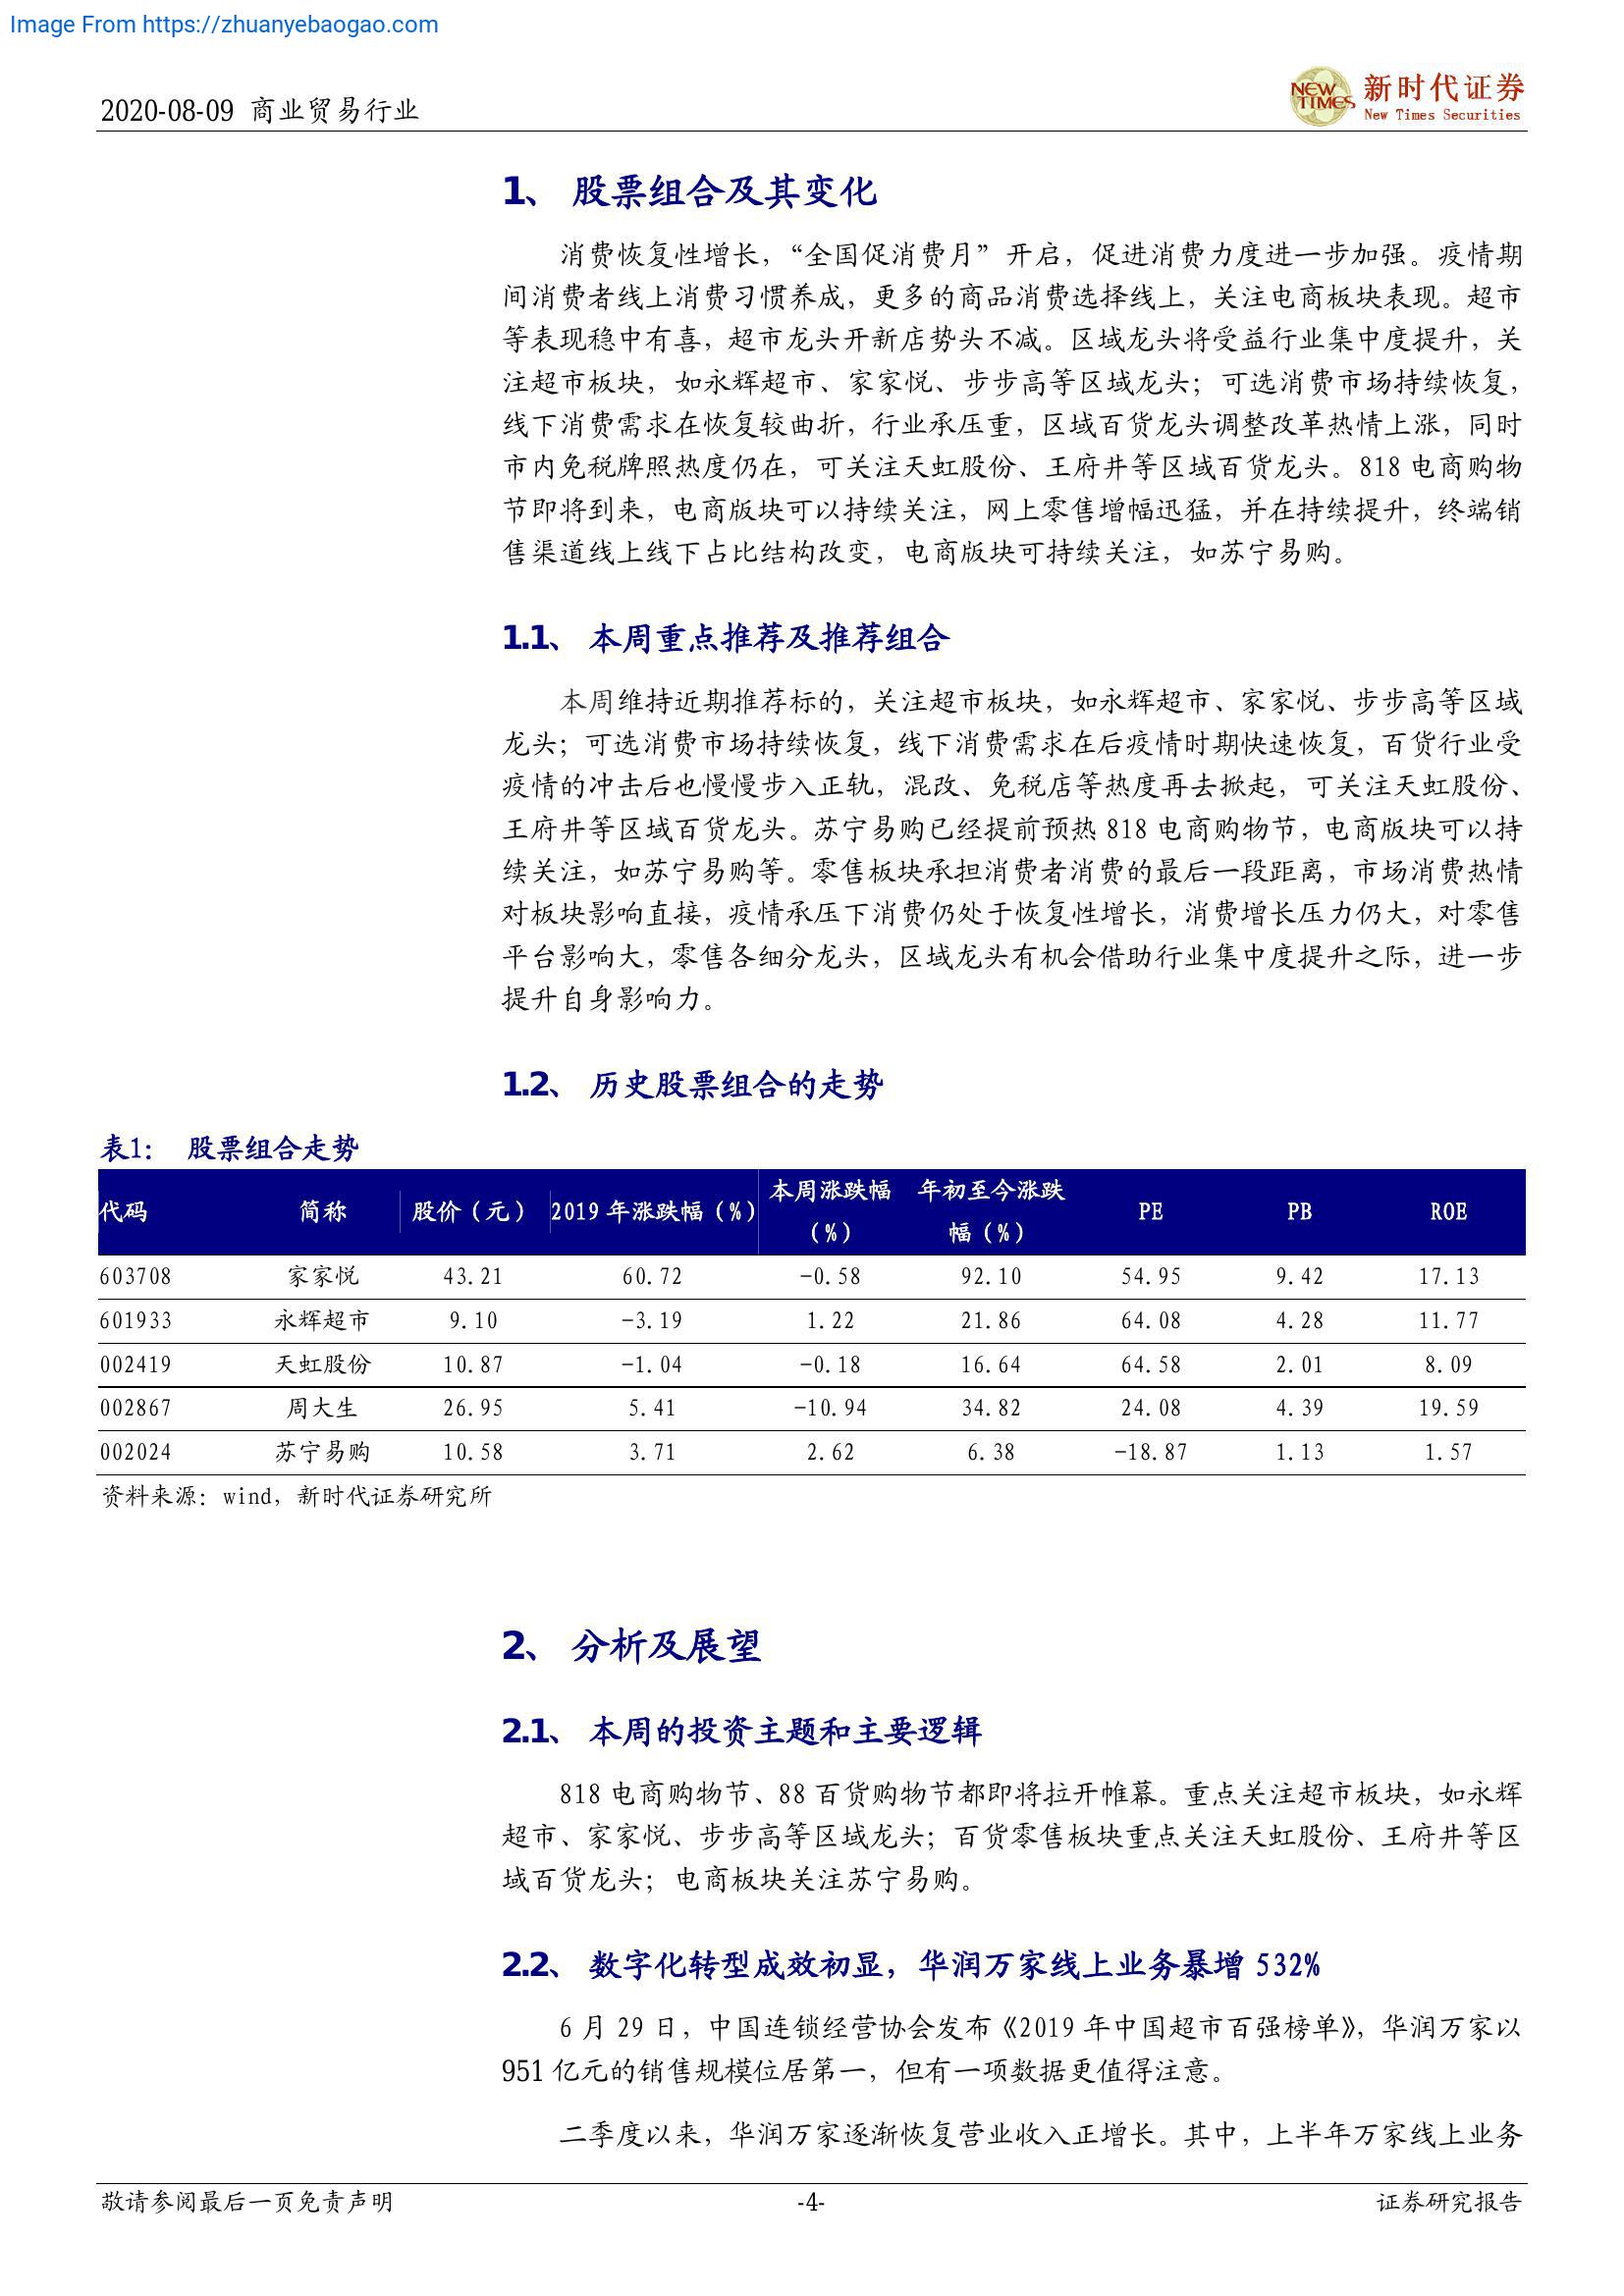 Image From https://zhuanyebaogao.com
2020-08-09 商业贸易行业
NEW TIMES
新时代证券
New Times Securities
1、 股票组合及其变化
消费恢复性增长，“全国促消费月”开启，促进消费力度进一步加强。疫情期
间消费者线上消费习惯养成，更多的商品消费选择线上，关注电商板块表现。超市
等表现稳中有喜，超市龙头开新店势头不减。区域龙头将受益行业集中度提升，关
注超市板块，如永辉超市、家家悦、步步高等区域龙头；可选消费市场持续恢复，
线下消费需求在恢复较曲折，行业承压重，区域百货龙头调整改革热情上涨，同时
市内免税牌照热度仍在，可关注天虹股份、王府井等区域百货龙头。818 电商购物
节即将到来，电商版块可以持续关注，网上零售增幅迅猛，并在持续提升，终端销
售渠道线上线下占比结构改变，电商版块可持续关注，如苏宁易购。
1.1、 本周重点推荐及推荐组合
本周维持近期推荐标的，关注超市板块，如永辉超市、家家悦、步步高等区域
龙头；可选消费市场持续恢复，线下消费需求在后疫情时期快速恢复，百货行业受
疫情的冲击后也慢慢步入正轨，混改、免税店等热度再去掀起，可关注天虹股份、
王府井等区域百货龙头。苏宁易购已经提前预热 818 电商购物节，电商版块可以持
续关注，如苏宁易购等。零售板块承担消费者消费的最后一段距离，市场消费热情
对板块影响直接，疫情承压下消费仍处于恢复性增长，消费增长压力仍大，对零售
平台影响大，零售各细分龙头，区域龙头有机会借助行业集中度提升之际，进一步
提升自身影响力。
1.2、 历史股票组合的走势
表1： 股票组合走势
代码 简称 股价（元） 2019 年涨跌幅（%） 本周涨跌幅（%） 年初至今涨跌幅（%） PE PB ROE
603708 家家悦 43.21 60.72 -0.58 92.10 54.95 9.42 17.13
601933 永辉超市 9.10 -3.19 1.22 21.86 64.08 4.28 11.77
002419 天虹股份 10.87 -1.04 -0.18 16.64 64.58 2.01 8.09
002867 周大生 26.95 5.41 -10.94 34.82 24.08 4.39 19.59
002024 苏宁易购 10.58 3.71 2.62 6.38 -18.87 1.13 1.57
资料来源：wind，新时代证券研究所
2、 分析及展望
2.1、 本周的投资主题和主要逻辑
818 电商购物节、88 百货购物节都即将拉开帷幕。重点关注超市板块，如永辉
超市、家家悦、步步高等区域龙头；百货零售板块重点关注天虹股份、王府井等区
域百货龙头；电商板块关注苏宁易购。
2.2、 数字化转型成效初显，华润万家线上业务暴增 532%
6 月 29 日，中国连锁经营协会发布《2019 年中国超市百强榜单》，华润万家以
951 亿元的销售规模位居第一，但有一项数据更值得注意。
二季度以来，华润万家逐渐恢复营业收入正增长。其中，上半年万家线上业务
敬请参阅最后一页免责声明 -4- 证券研究报告